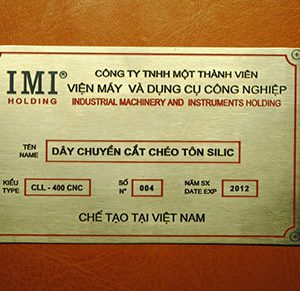 IMI®
HOLDING
CÔNG TY TNHH MỘT THÀNH VIÊN
VIỆN MÁY VÀ DỤNG CỤ CÔNG NGHIỆP
INDUSTRIAL MACHINERY AND INSTRUMENTS HOLDING
TÊN
NAME
DÂY CHUYỀN CẮT CHÉO TÔN SILIC
KIỂU
TYPE
CLL - 400 CNC
SỐ
N°
004
NĂM SX
DATE EXP
2012
CHẾ TẠO TẠI VIỆT NAM